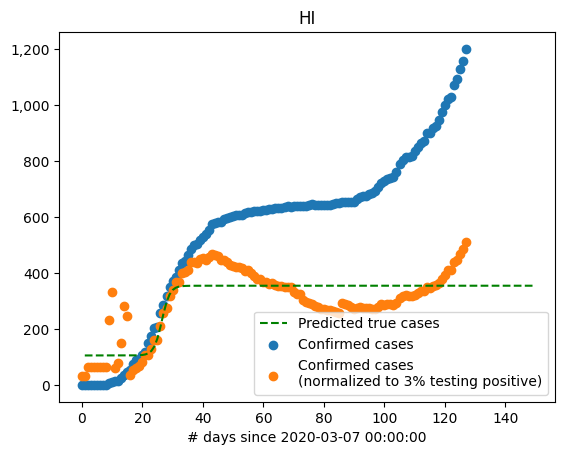 HI
1,200
1,000
800
600
400
200
0
Predicted true cases
Confirmed cases
Confirmed cases
(normalized to 3% testing positive)
0 20 40 60 80 100 120 140
# days since 2020-03-07 00:00:00